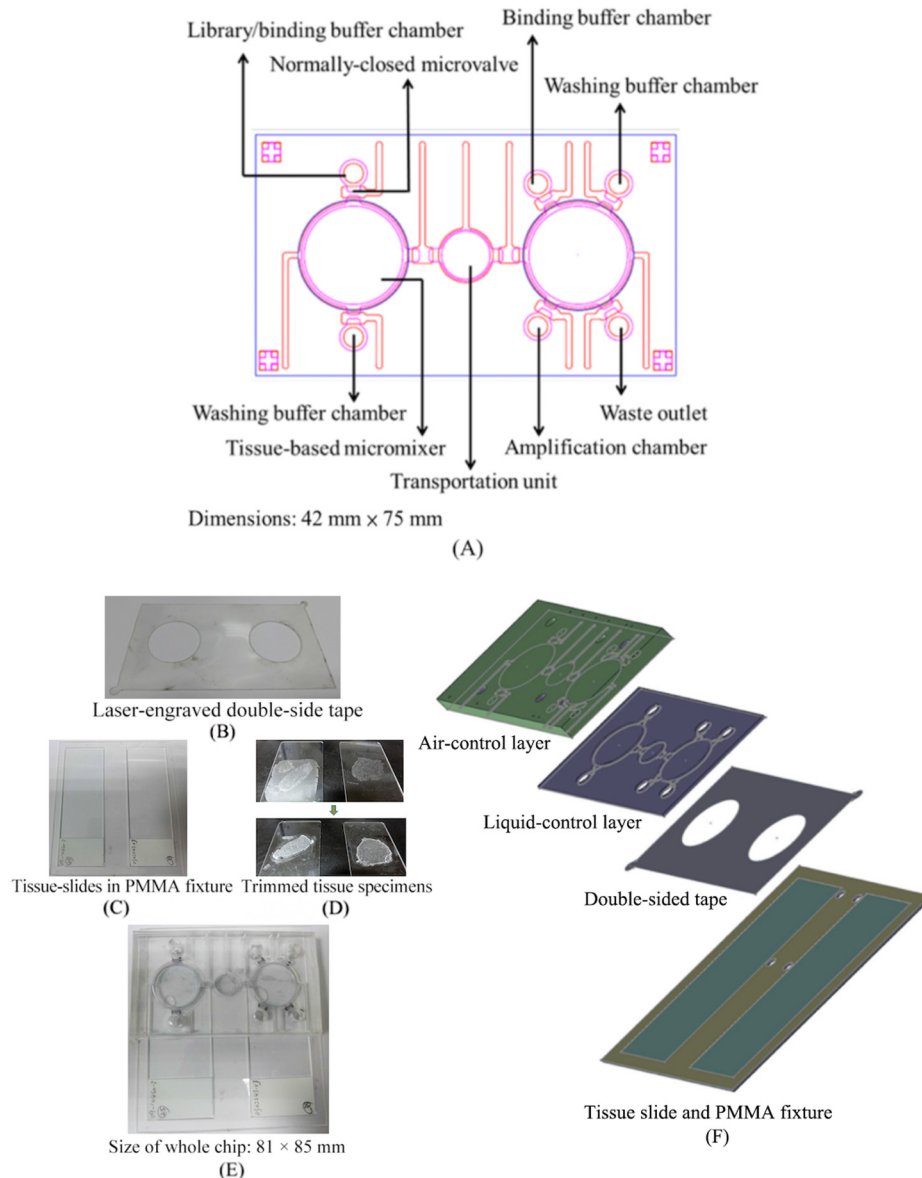 Library/binding buffer chamber
Normally-closed microvalve
Binding buffer chamber
Washing buffer chamber
Washing buffer chamber
Tissue-based micromixer
Transportation unit
Amplification chamber
Waste outlet
Dimensions: 42 mm × 75 mm
(A)
Laser-engraved double-side tape
(B)
Tissue-slides in PMMA fixture
(C)
Trimmed tissue specimens
(D)
Size of whole chip: 81 × 85 mm
(E)
Air-control layer
Liquid-control layer
Double-sided tape
Tissue slide and PMMA fixture
(F)